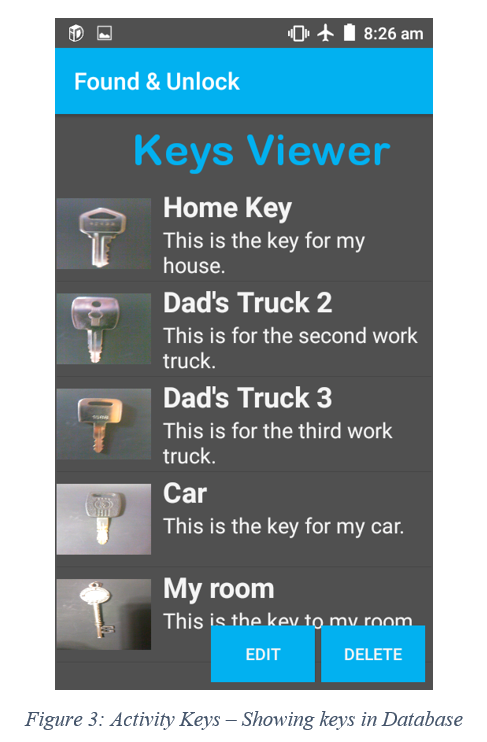 8:26 am
Found & Unlock
Keys Viewer
Home Key
This is the key for my
house.
Dad's Truck 2
This is for the second work
truck.
Dad's Truck 3
This is for the third work
truck.
Car
This is the key for my car.
My room
This is the key to my room
EDIT
DELETE
Figure 3: Activity Keys – Showing keys in Database